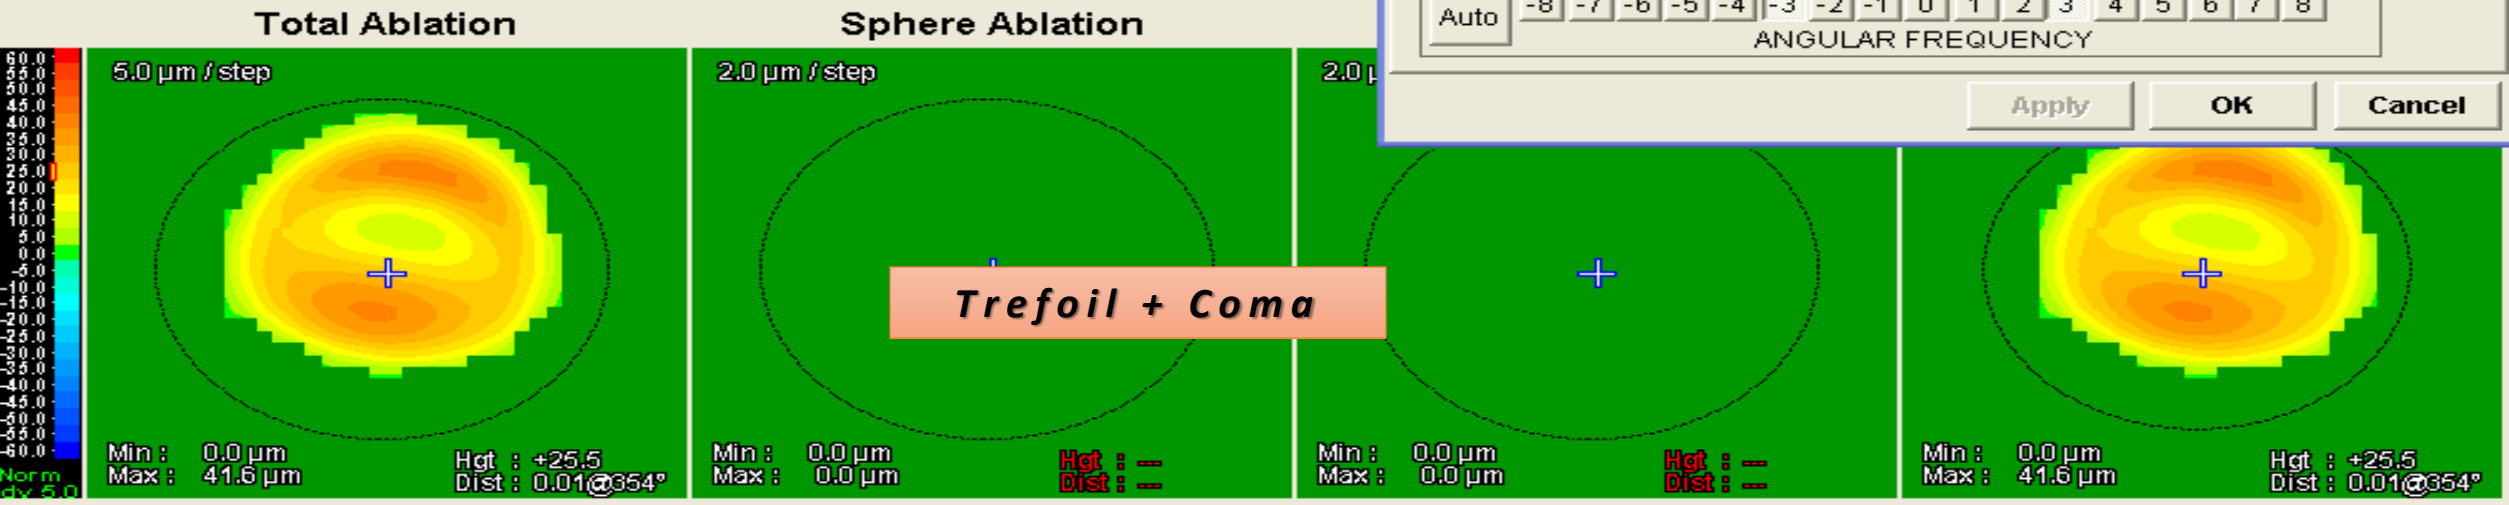 Total Ablation
Sphere Ablation
Auto
-8 -7 -6 -5 -4 -3 -2 -1 0 1 2 3 4 5 6 7 8
ANGULAR FREQUENCY
Apply OK Cancel
60.0
55.0
50.0
45.0
40.0
35.0
30.0
25.0
20.0
15.0
10.0
5.0
0.0
-5.0
-10.0
-15.0
-20.0
-25.0
-30.0
-35.0
-40.0
-45.0
-50.0
-55.0
-60.0
Norm
dy 5.0
5.0 µm / step
Min : 0.0 µm
Max : 41.6 µm
Hgt : +25.5
Dist : 0.01@354°
2.0 µm / step
Min : 0.0 µm
Max : 0.0 µm
Hgt : ---
Dist : ---
Trefoil + Coma
2.0 µ
Min : 0.0 µm
Max : 0.0 µm
Hgt : ---
Dist : ---
Min : 0.0 µm
Max : 41.6 µm
Hgt : +25.5
Dist : 0.01@354°